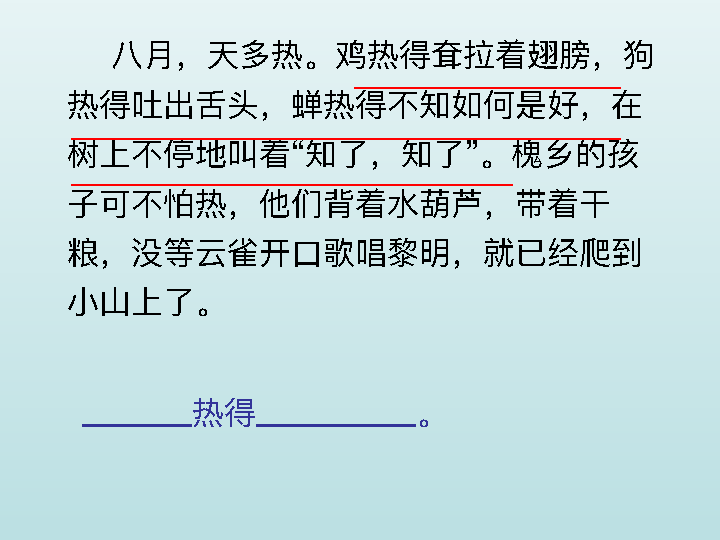 八月，天多热。鸡热得耷拉着翅膀，狗
热得吐出舌头，蝉热得不知如何是好，在
树上不停地叫着“知了，知了”。槐乡的孩
子可不怕热，他们背着水葫芦，带着干
粮，没等云雀开口歌唱黎明，就已经爬到
小山上了。
______热得_________。